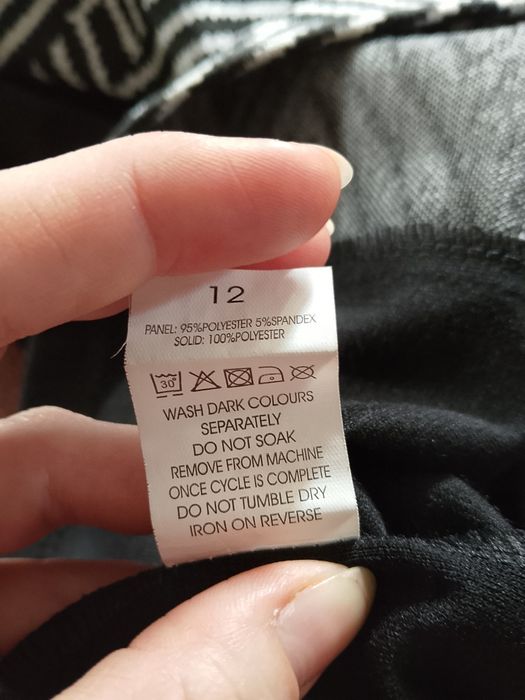 12
PANEL: 95%POLYESTER 5%SPANDEX
SOLID: 100%POLYESTER
30°
WASH DARK COLOURS
SEPARATELY
DO NOT SOAK
REMOVE FROM MACHINE
ONCE CYCLE IS COMPLETE
DO NOT TUMBLE DRY
IRON ON REVERSE